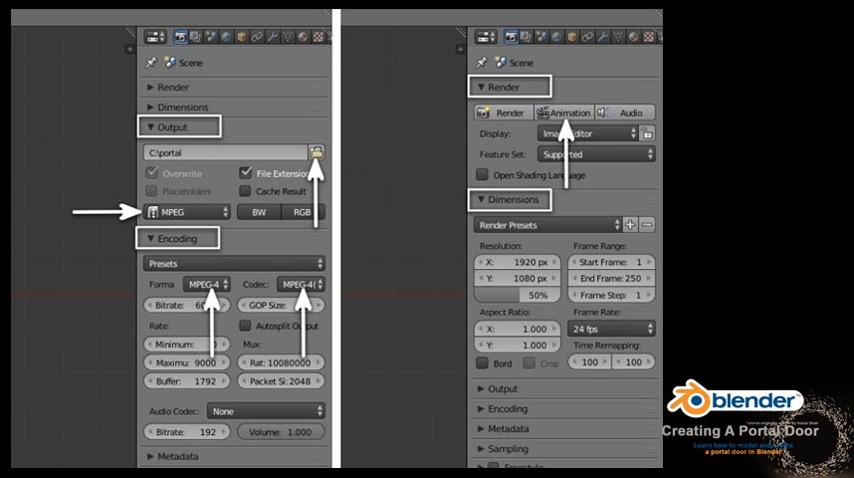 Scene
Render
Dimensions
Output
C:\portal
Overwrite
File Extension
Placeholders
Cache Result
MPEG
BW
RGB
Encoding
Presets
Forma
MPEG-4
Codec:
MPEG-4(
Bitrate:
GOP Size:
Rate:
Autosplit Output
Minimum:
Mux:
Maximu: 9000
Rat: 10080000
Buffer: 1792
Packet Si: 2048
Audio Codec:
None
Bitrate: 192
Volume: 1.000
Metadata
Scene
Render
Render
Animation
Audio
Display:
Feature Set:
Supported
Open Shading Language
Dimensions
Render Presets
Resolution:
Frame Range:
X: 1920 px
Start Frame: 1
Y: 1080 px
End Frame: 250
50%
Frame Step: 1
Aspect Ratio:
Frame Rate:
X: 1.000
24 fps
Y: 1.000
Time Remapping:
Bord
Crop
100
100
Output
Encoding
Metadata
Sampling
blender
Creating A Portal Door
Learn how to model and
a portal door in Blender